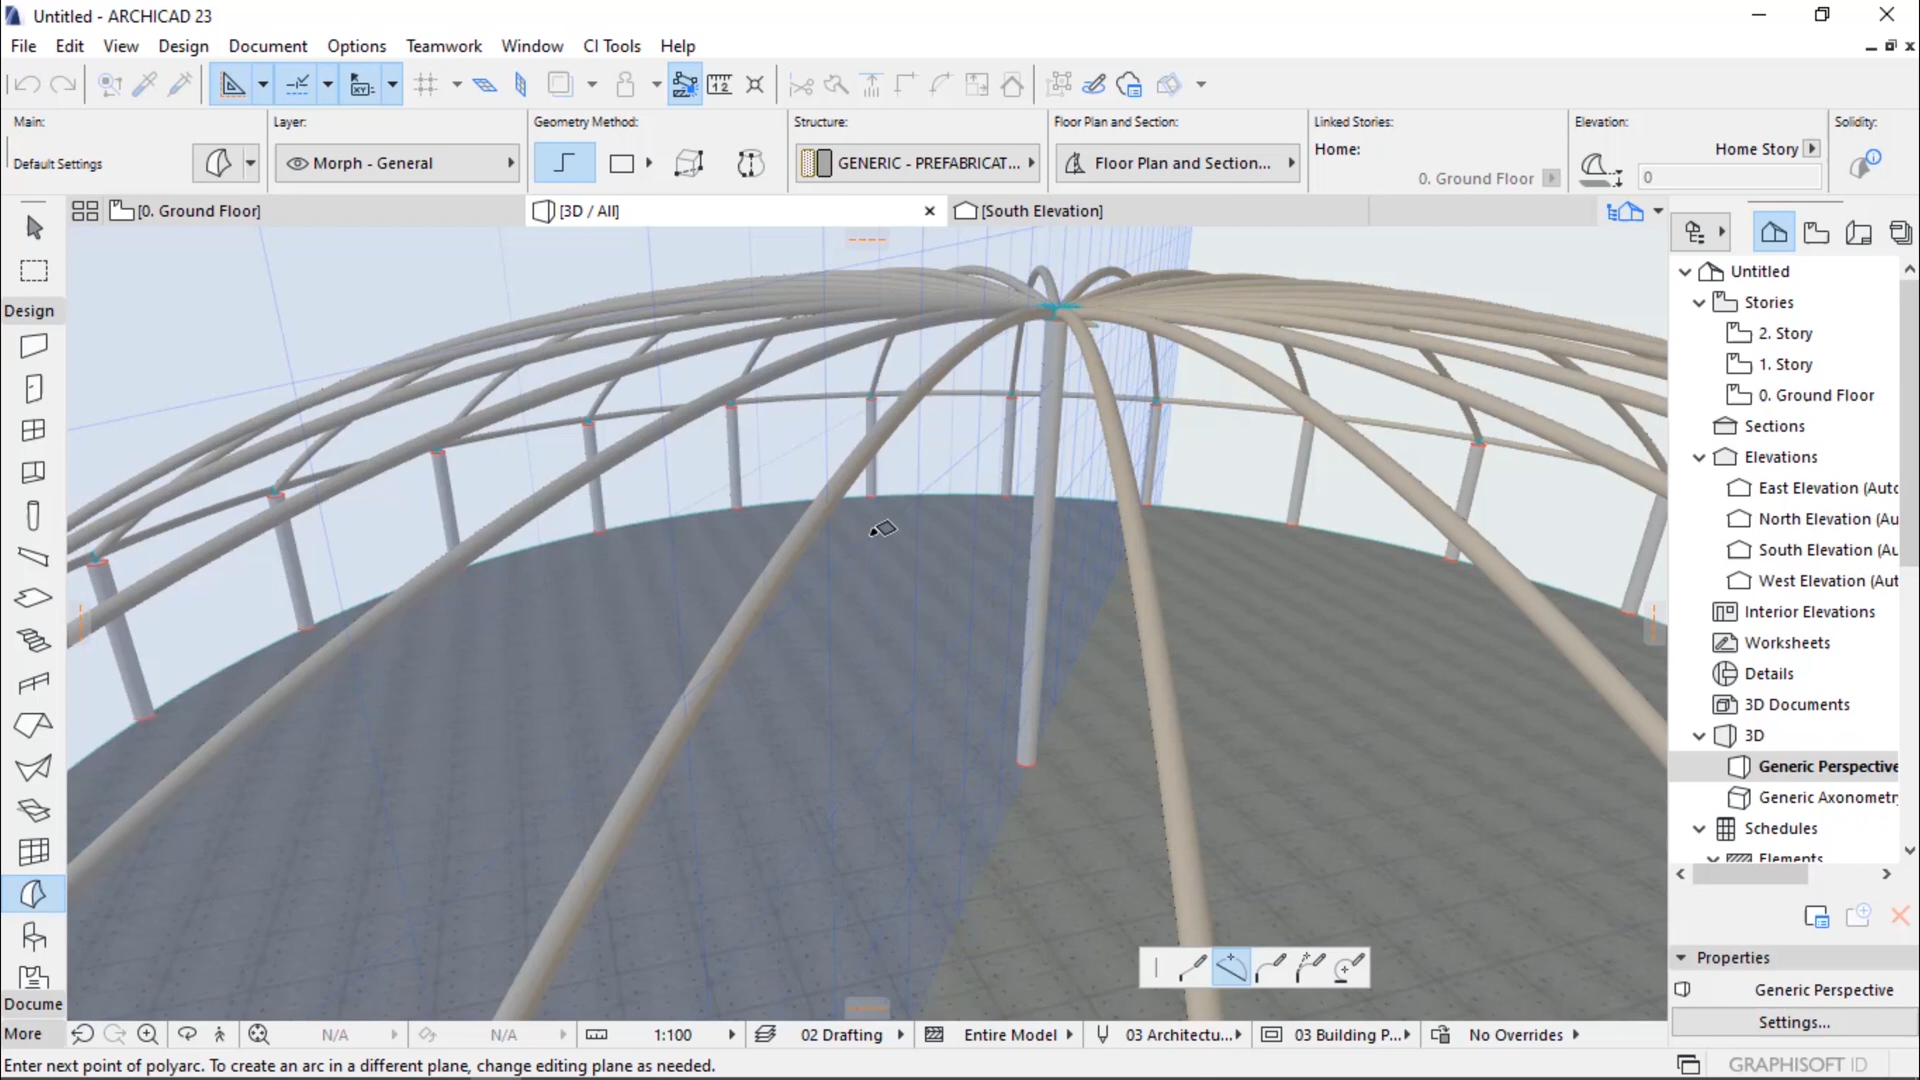 Untitled - ARCHICAD 23
File Edit View Design Document Options Teamwork Window CI Tools Help
Main:
Layer:
Geometry Method:
Structure:
Floor Plan and Section:
Linked Stories:
Elevation:
Solidity:
Default Settings
Morph - General
GENERIC - PREFABRICAT...
Floor Plan and Section...
Home:
Home Story
0. Ground Floor
0
[0. Ground Floor]
[3D / All]
[South Elevation]
Design
Untitled
Stories
2. Story
1. Story
0. Ground Floor
Sections
Elevations
East Elevation (Auto
North Elevation (Au
South Elevation (Au
West Elevation (Aut
Interior Elevations
Worksheets
Details
3D Documents
3D
Generic Perspective
Generic Axonometr
Schedules
Elements
Properties
Generic Perspective
Settings...
Docume
More
N/A
N/A
1:100
02 Drafting
Entire Model
03 Architectu...
03 Building P...
No Overrides
Enter next point of polyarc. To create an arc in a different plane, change editing plane as needed.
GRAPHISOFT ID